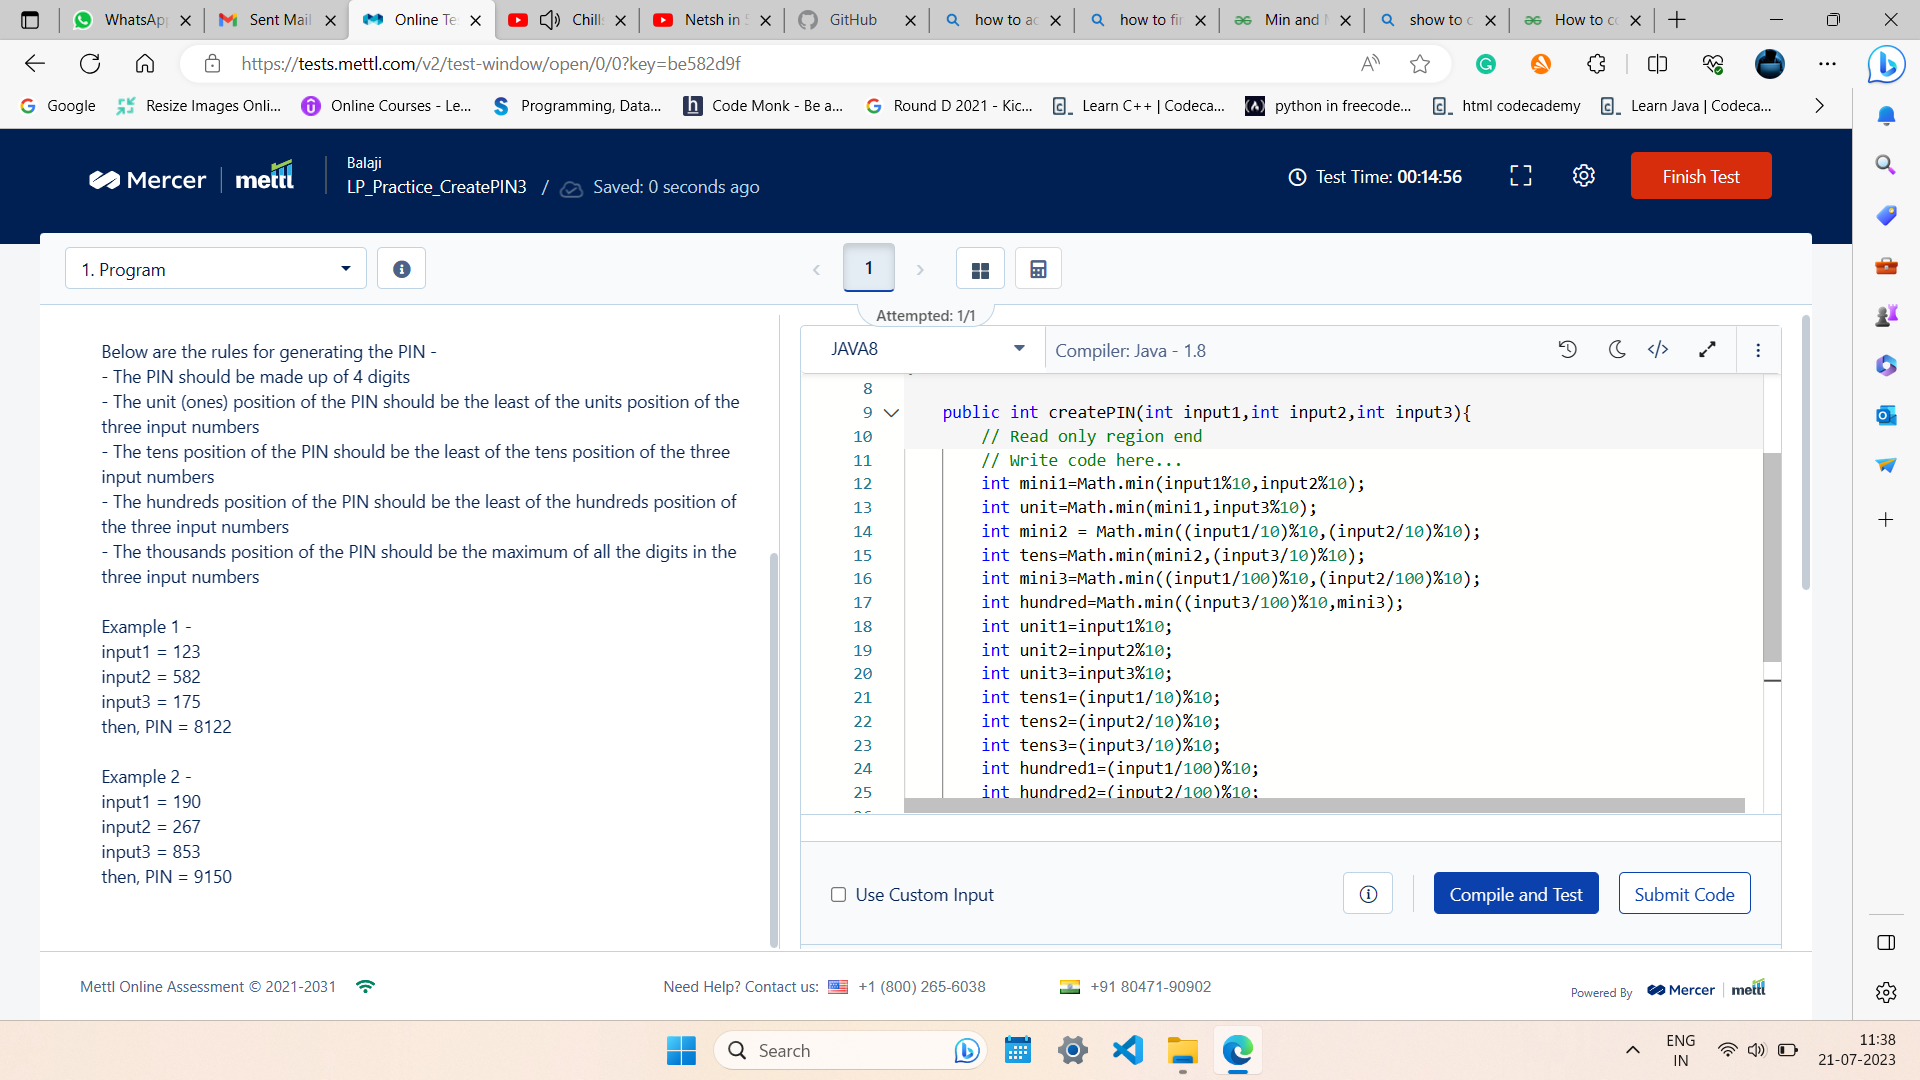 WhatsApp
Sent Mail
Online Te
Chill
Netsh in
GitHub
how to ac
how to fin
Min and
show to c
How to co
https://tests.mettl.com/v2/test-window/open/0/0?key=be582d9f
Google
Resize Images Onli...
Online Courses - Le...
Programming, Data...
Code Monk - Be a...
Round D 2021 - Kic...
Learn C++ | Codeca...
python in freecode...
html codecademy
Learn Java | Codeca...
Mercer | mettl
Balaji
LP_Practice_CreatePIN3 / Saved: 0 seconds ago
Test Time: 00:14:56
Finish Test
1. Program
1
Attempted: 1/1
Below are the rules for generating the PIN -
- The PIN should be made up of 4 digits
- The unit (ones) position of the PIN should be the least of the units position of the
three input numbers
- The tens position of the PIN should be the least of the tens position of the three
input numbers
- The hundreds position of the PIN should be the least of the hundreds position of
the three input numbers
- The thousands position of the PIN should be the maximum of all the digits in the
three input numbers
Example 1 -
input1 = 123
input2 = 582
input3 = 175
then, PIN = 8122
Example 2 -
input1 = 190
input2 = 267
input3 = 853
then, PIN = 9150
JAVA8
Compiler: Java - 1.8
8
9 public int createPIN(int input1,int input2,int input3){
10 // Read only region end
11 // Write code here...
12 int mini1=Math.min(input1%10,input2%10);
13 int unit=Math.min(mini1,input3%10);
14 int mini2 = Math.min((input1/10)%10,(input2/10)%10);
15 int tens=Math.min(mini2,(input3/10)%10);
16 int mini3=Math.min((input1/100)%10,(input2/100)%10);
17 int hundred=Math.min((input3/100)%10,mini3);
18 int unit1=input1%10;
19 int unit2=input2%10;
20 int unit3=input3%10;
21 int tens1=(input1/10)%10;
22 int tens2=(input2/10)%10;
23 int tens3=(input3/10)%10;
24 int hundred1=(input1/100)%10;
25 int hundred2=(input2/100)%10;
Use Custom Input
Compile and Test
Submit Code
Mettl Online Assessment © 2021-2031
Need Help? Contact us: +1 (800) 265-6038
+91 80471-90902
Powered By Mercer | mettl
Search
ENG
IN
11:38
21-07-2023